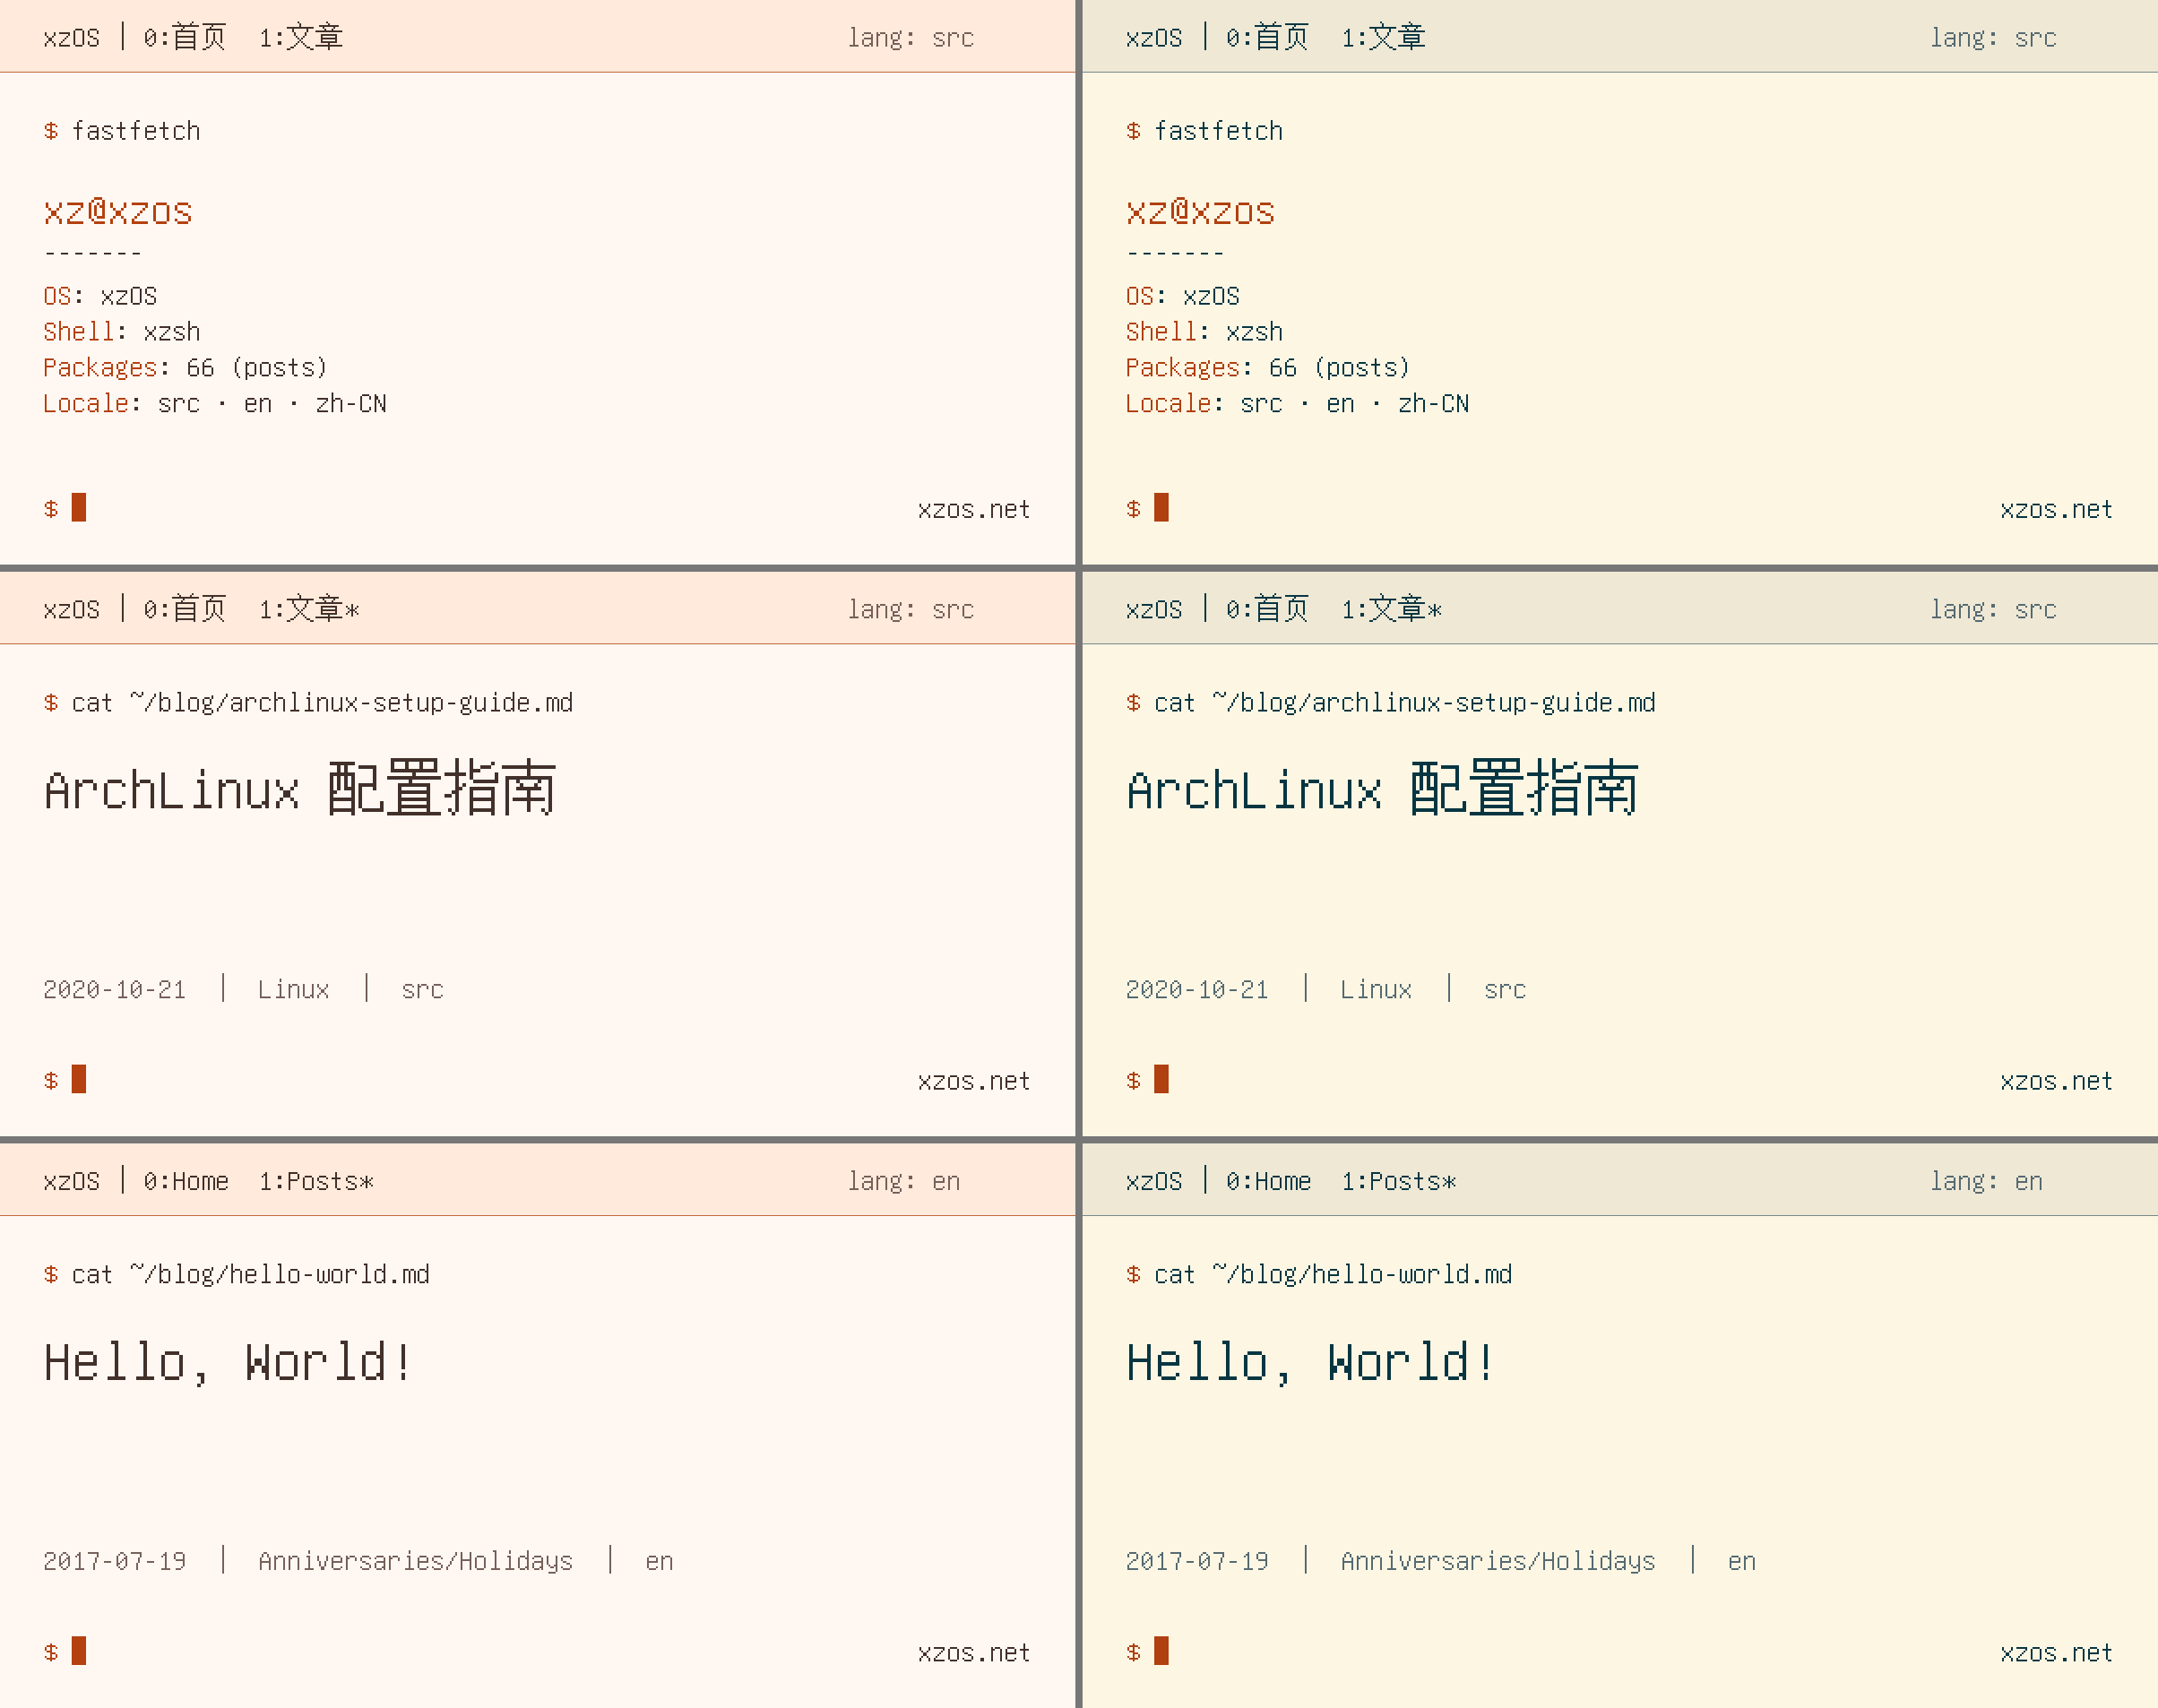 xzOS | 0:首页 1:文章 lang: src
$ fastfetch
xz@xzos
-------
OS: xzOS
Shell: xzsh
Packages: 66 (posts)
Locale: src · en · zh-CN
$ xzos.net
xzOS | 0:首页 1:文章 lang: src
$ fastfetch
xz@xzos
-------
OS: xzOS
Shell: xzsh
Packages: 66 (posts)
Locale: src · en · zh-CN
$ xzos.net
xzOS | 0:首页 1:文章* lang: src
$ cat ~/blog/archlinux-setup-guide.md
ArchLinux 配置指南
2020-10-21 | Linux | src
$ xzos.net
xzOS | 0:首页 1:文章* lang: src
$ cat ~/blog/archlinux-setup-guide.md
ArchLinux 配置指南
2020-10-21 | Linux | src
$ xzos.net
xzOS | 0:Home 1:Posts* lang: en
$ cat ~/blog/hello-world.md
Hello, World!
2017-07-19 | Anniversaries/Holidays | en
$ xzos.net
xzOS | 0:Home 1:Posts* lang: en
$ cat ~/blog/hello-world.md
Hello, World!
2017-07-19 | Anniversaries/Holidays | en
$ xzos.net